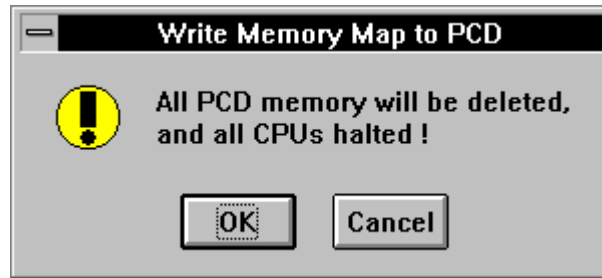 Write Memory Map to PCD
All PCD memory will be deleted,
and all CPUs halted !
OK
Cancel